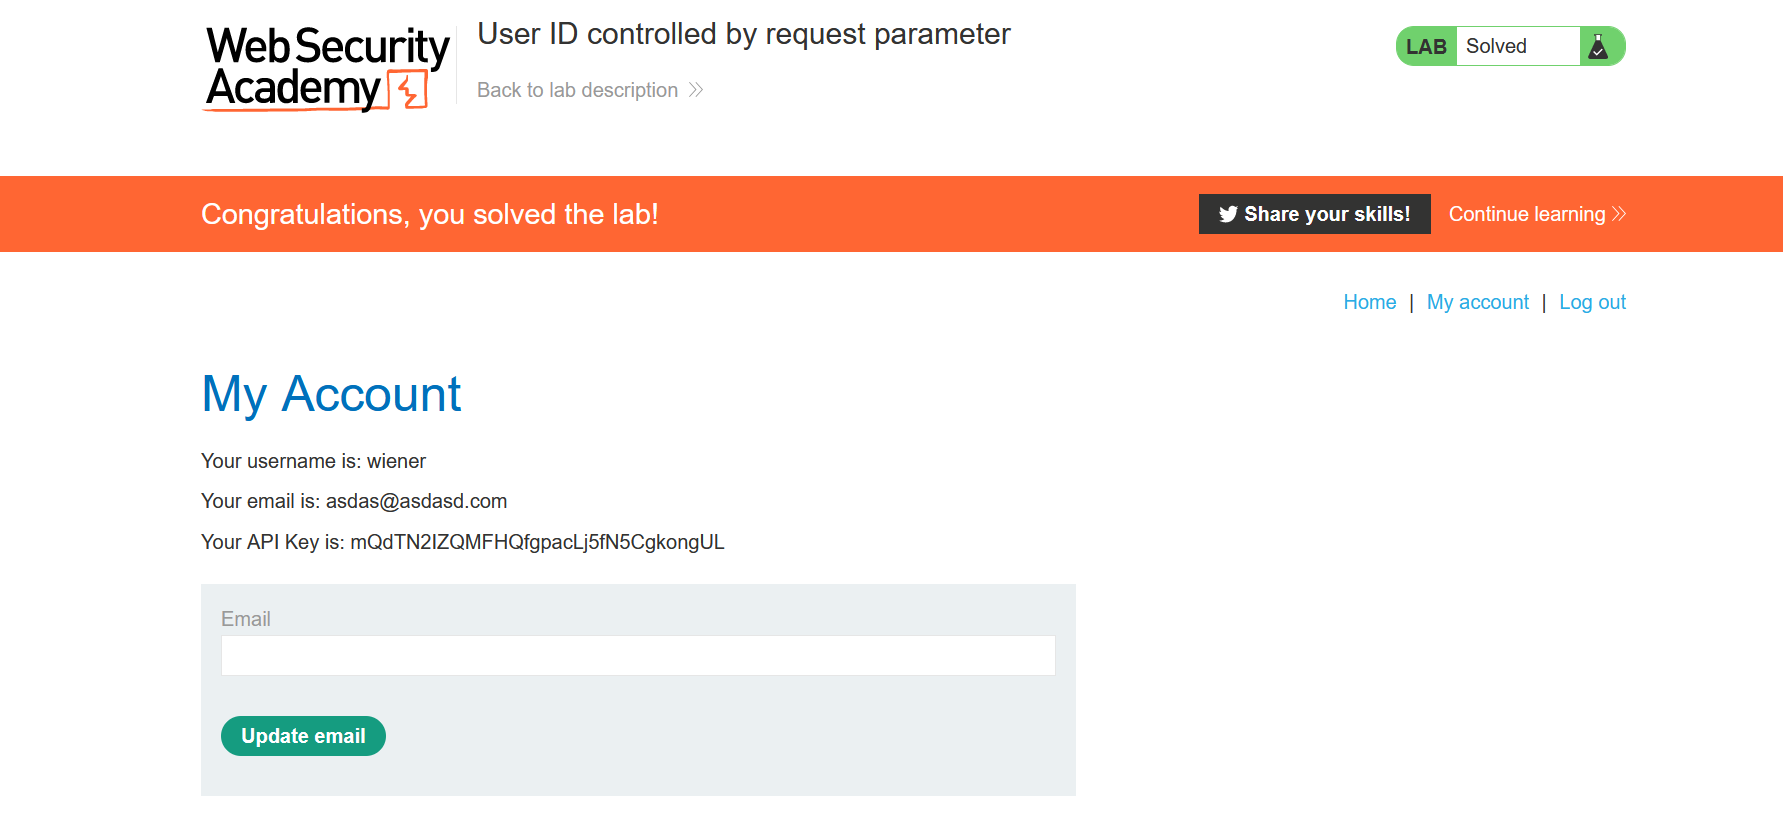 Web Security
Academy
User ID controlled by request parameter
Back to lab description
LAB Solved
Congratulations, you solved the lab!
Share your skills!
Continue learning
Home | My account | Log out
My Account
Your username is: wiener
Your email is: asdas@asdasd.com
Your API Key is: mQdTN2IZQMFHQfgpacLj5fN5CgkongUL
Email
Update email